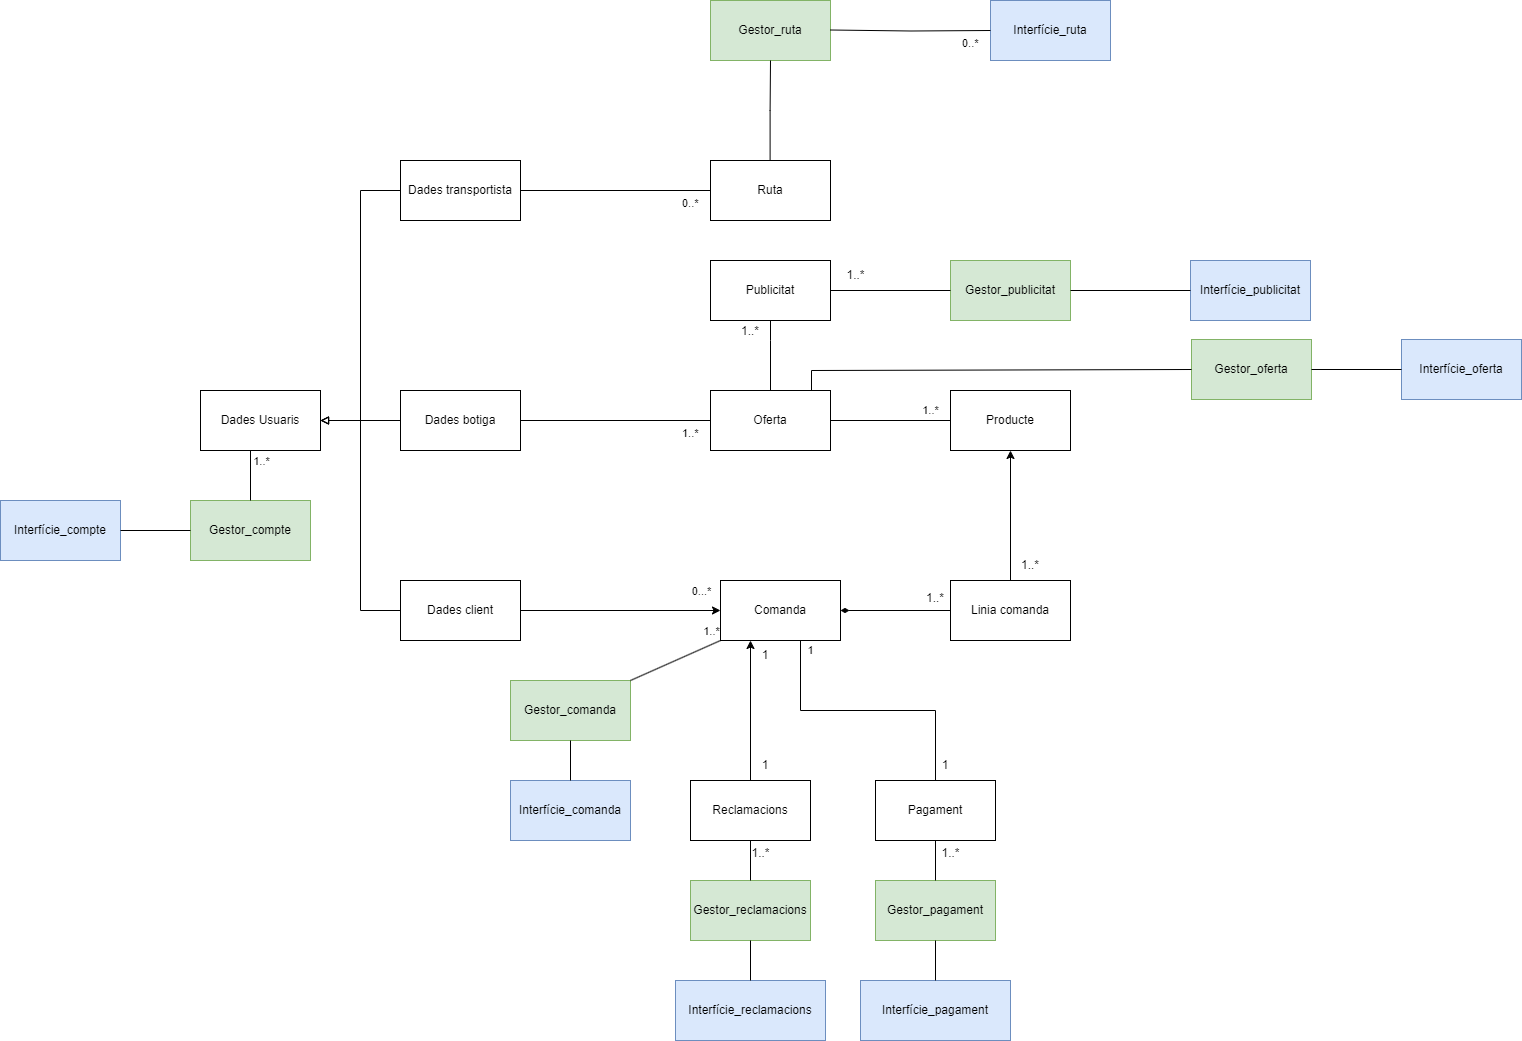 Gestor_ruta
Interfície_ruta
0..*
Dades transportista
Ruta
0..*
Publicitat
1..*
Gestor_publicitat
Interfície_publicitat
1..*
Gestor_oferta
Interfície_oferta
Dades Usuaris
Dades botiga
Oferta
1..*
Producte
1..*
1..*
Interfície_compte
Gestor_compte
1..*
0...*
1..*
Dades client
Comanda
Linia comanda
1..*
1
1
Gestor_comanda
1
1
Interfície_comanda
Reclamacions
Pagament
1..*
1..*
Gestor_reclamacions
Gestor_pagament
Interfície_reclamacions
Interfície_pagament